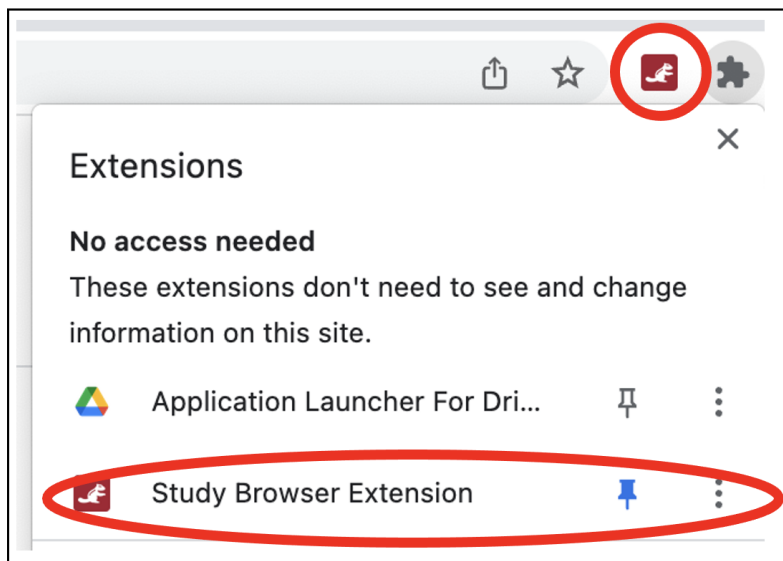 Extensions
No access needed
These extensions don't need to see and change
information on this site.
Application Launcher For Dri...
Study Browser Extension